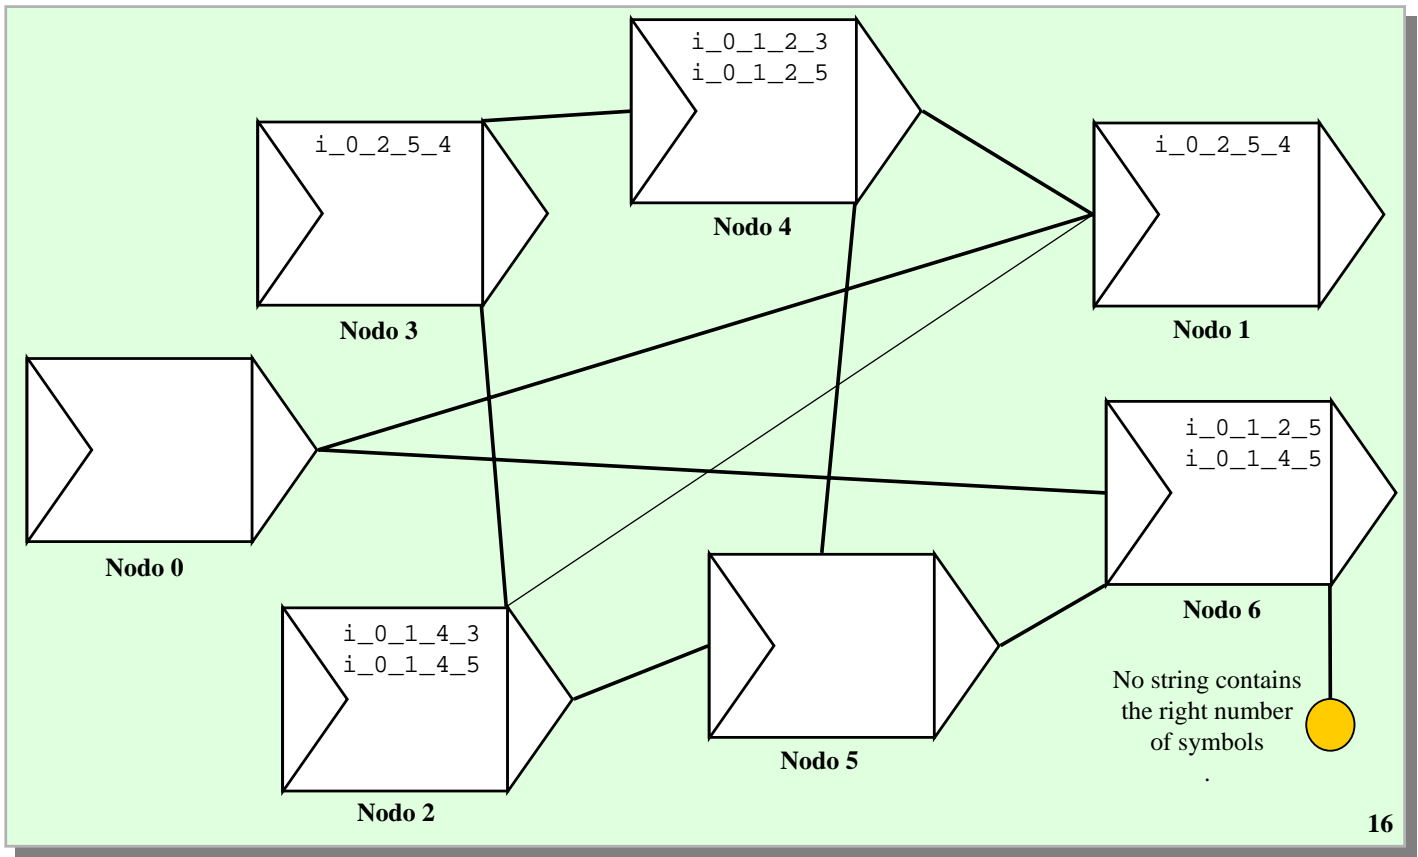 i_0_1_2_3
i_0_1_2_5
Nodo 4
i_0_2_5_4
Nodo 3
i_0_2_5_4
Nodo 1
Nodo 0
i_0_1_2_5
i_0_1_4_5
Nodo 6
i_0_1_4_3
i_0_1_4_5
Nodo 2
Nodo 5
No string contains
the right number
of symbols
.
16